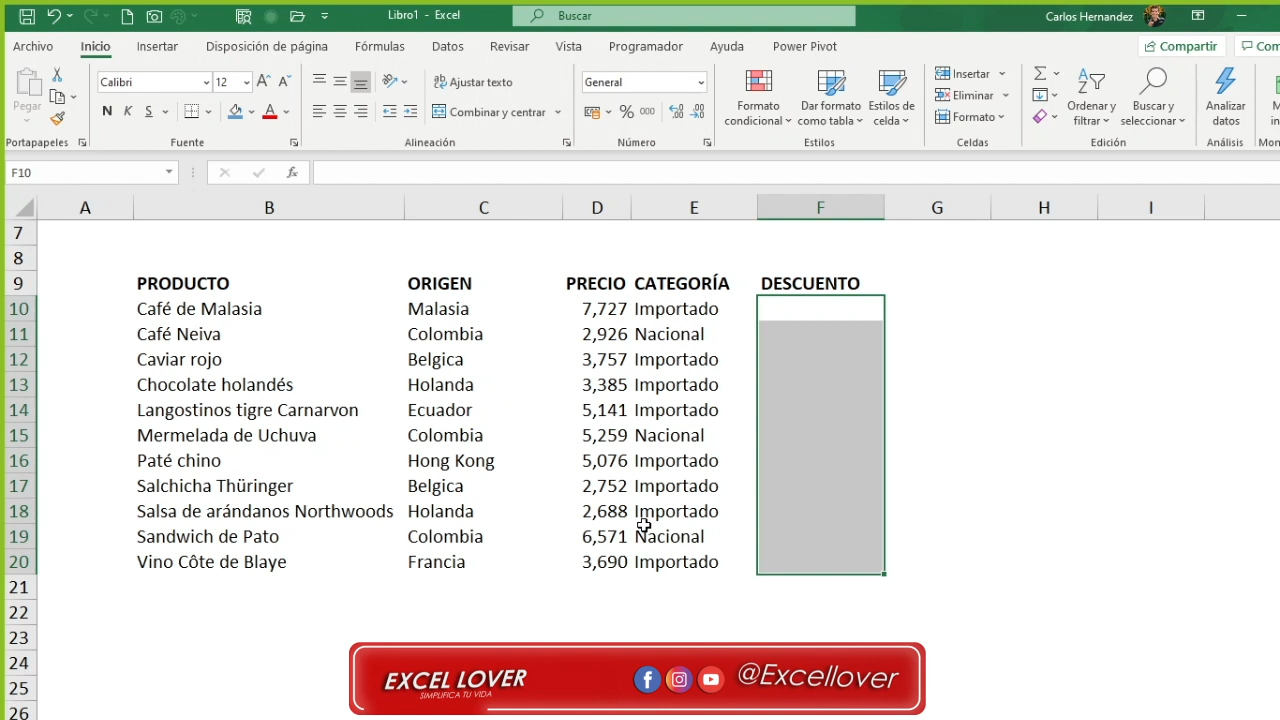 Libro1 - Excel
Buscar
Carlos Hernandez
Archivo Inicio Insertar Disposición de página Fórmulas Datos Revisar Vista Programador Ayuda Power Pivot Compartir Com
Pegar
Calibri 12
N K S
Ajustar texto
Combinar y centrar
General
% 000
Formato condicional
Dar formato como tabla
Estilos de celda
Insertar
Eliminar
Formato
Ordenar y filtrar
Buscar y seleccionar
Analizar datos
Portapapeles Fuente Alineación Número Estilos Celdas Edición Análisis
F10 fx
A B C D E F G H I
7
8
9 PRODUCTO ORIGEN PRECIO CATEGORÍA DESCUENTO
10 Café de Malasia Malasia 7,727 Importado
11 Café Neiva Colombia 2,926 Nacional
12 Caviar rojo Belgica 3,757 Importado
13 Chocolate holandés Holanda 3,385 Importado
14 Langostinos tigre Carnarvon Ecuador 5,141 Importado
15 Mermelada de Uchuva Colombia 5,259 Nacional
16 Paté chino Hong Kong 5,076 Importado
17 Salchicha Thüringer Belgica 2,752 Importado
18 Salsa de arándanos Northwoods Holanda 2,688 Importado
19 Sandwich de Pato Colombia 6,571 Nacional
20 Vino Côte de Blaye Francia 3,690 Importado
21
22
23
24
25
26
EXCEL LOVER
SIMPLIFICA TU VIDA
@Excellover